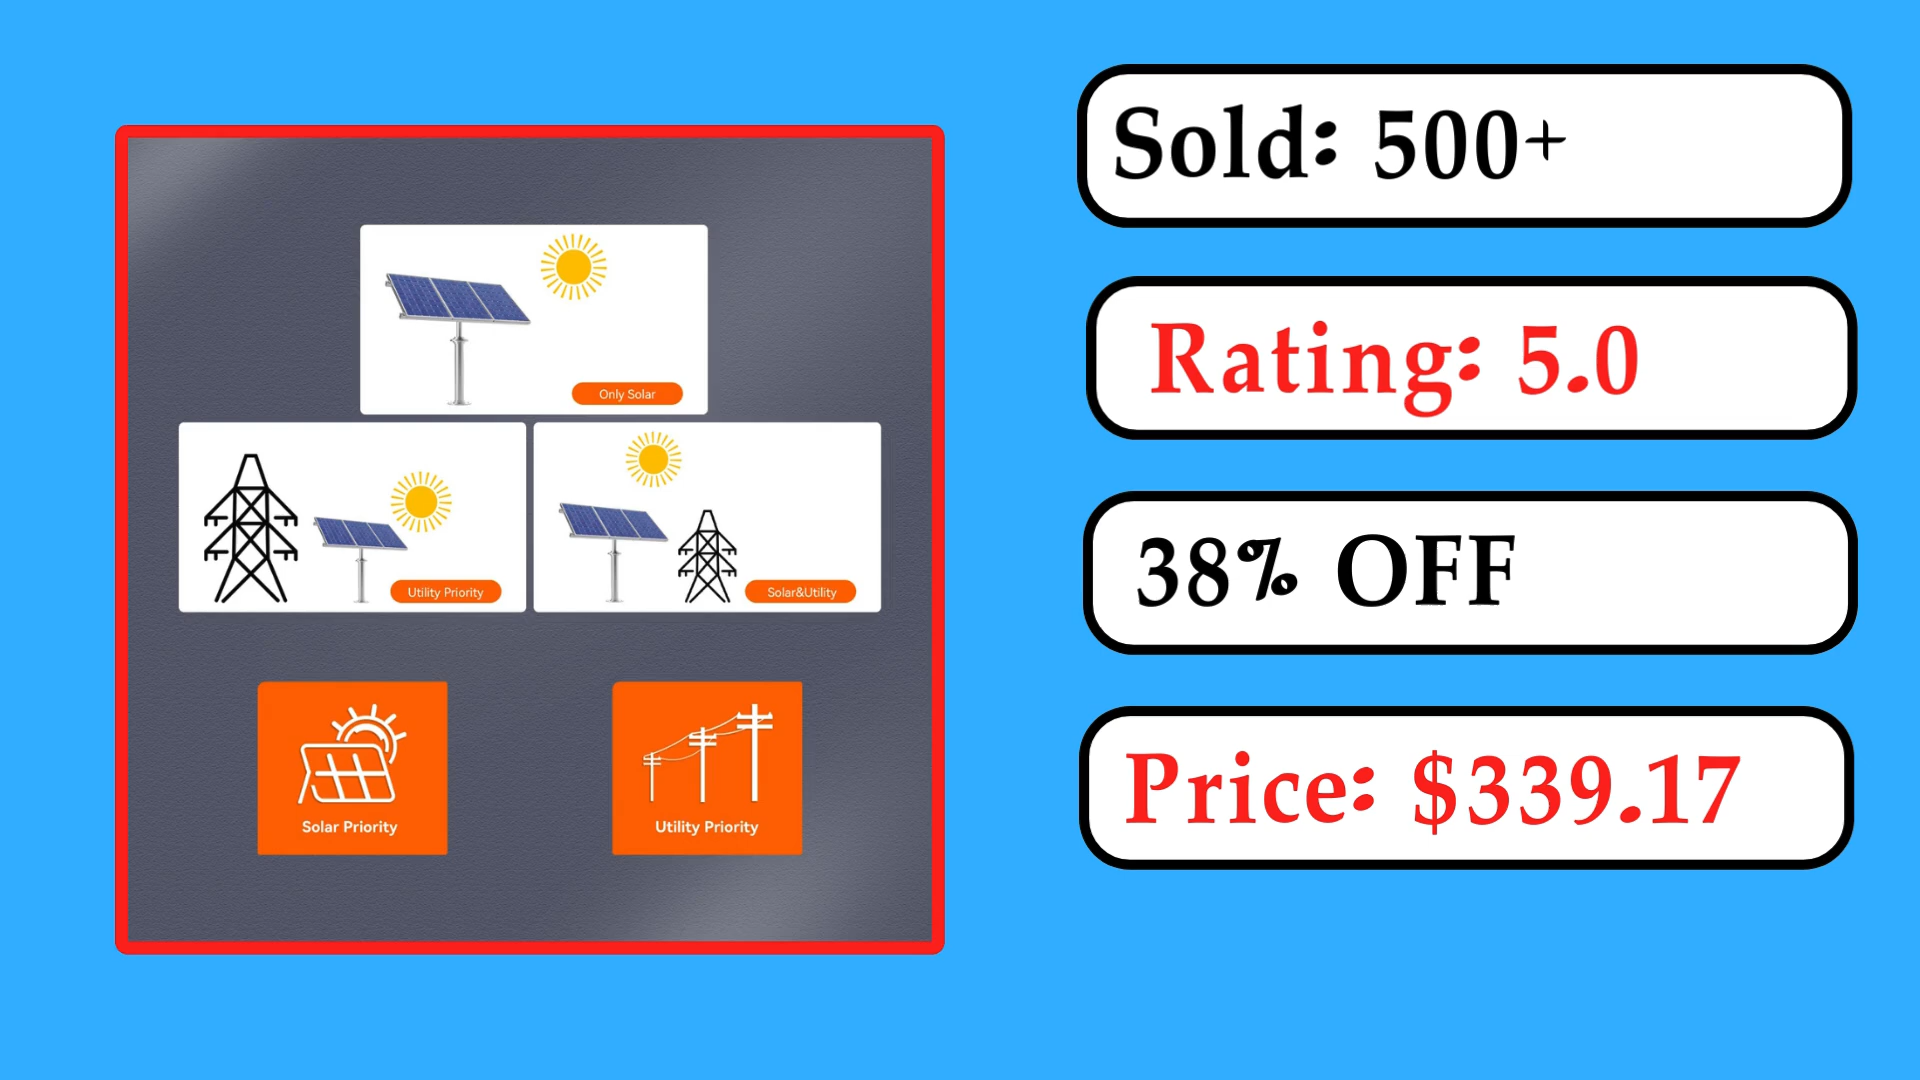 Only Solar
Utility Priority
Solar&Utility
Solar Priority
Utility Priority
Sold: 500+
Rating: 5.0
38% OFF
Price: $339.17